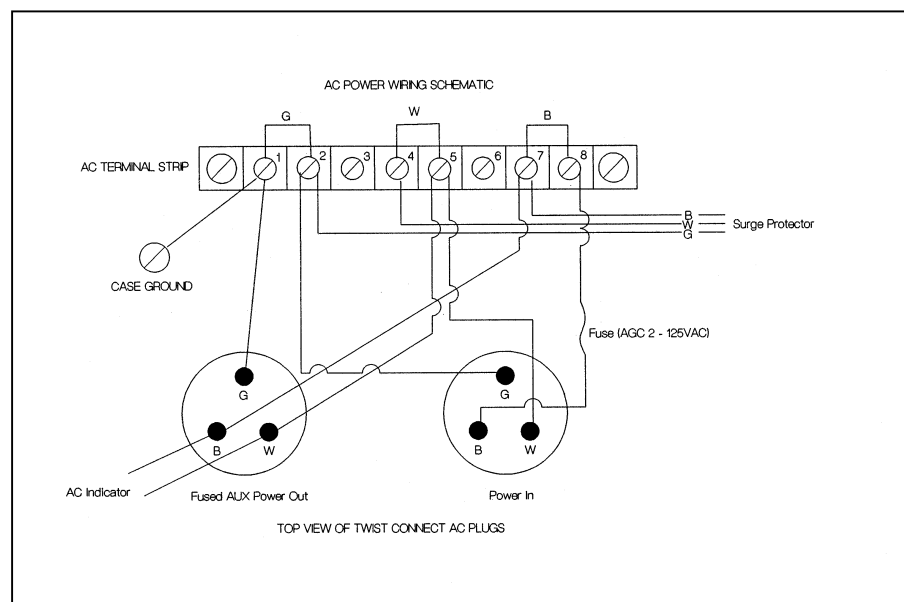 AC POWER WIRING SCHEMATIC
G
W
B
AC TERMINAL STRIP
1
2
3
4
5
6
7
8
B
W
G
Surge Protector
CASE GROUND
Fuse (AGC 2 - 125VAC)
G
G
B
W
B
W
AC Indicator
Fused AUX Power Out
Power In
TOP VIEW OF TWIST CONNECT AC PLUGS